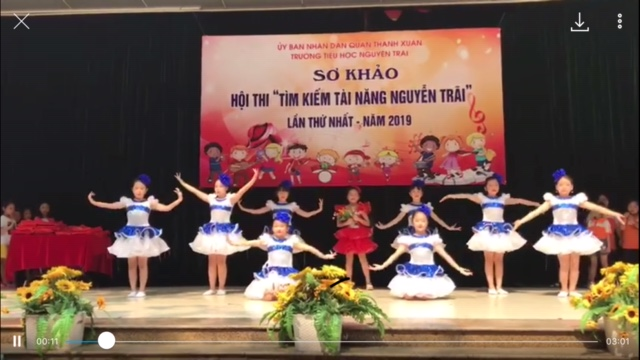 ỦY BAN NHÂN DÂN QUẬN THANH XUÂN
TRƯỜNG TIỂU HỌC NGUYỄN TRÃI
SƠ KHẢO
HỘI THI "TÌM KIẾM TÀI NĂNG NGUYỄN TRÃI"
LẦN THỨ NHẤT - NĂM 2019
00:11
03:01